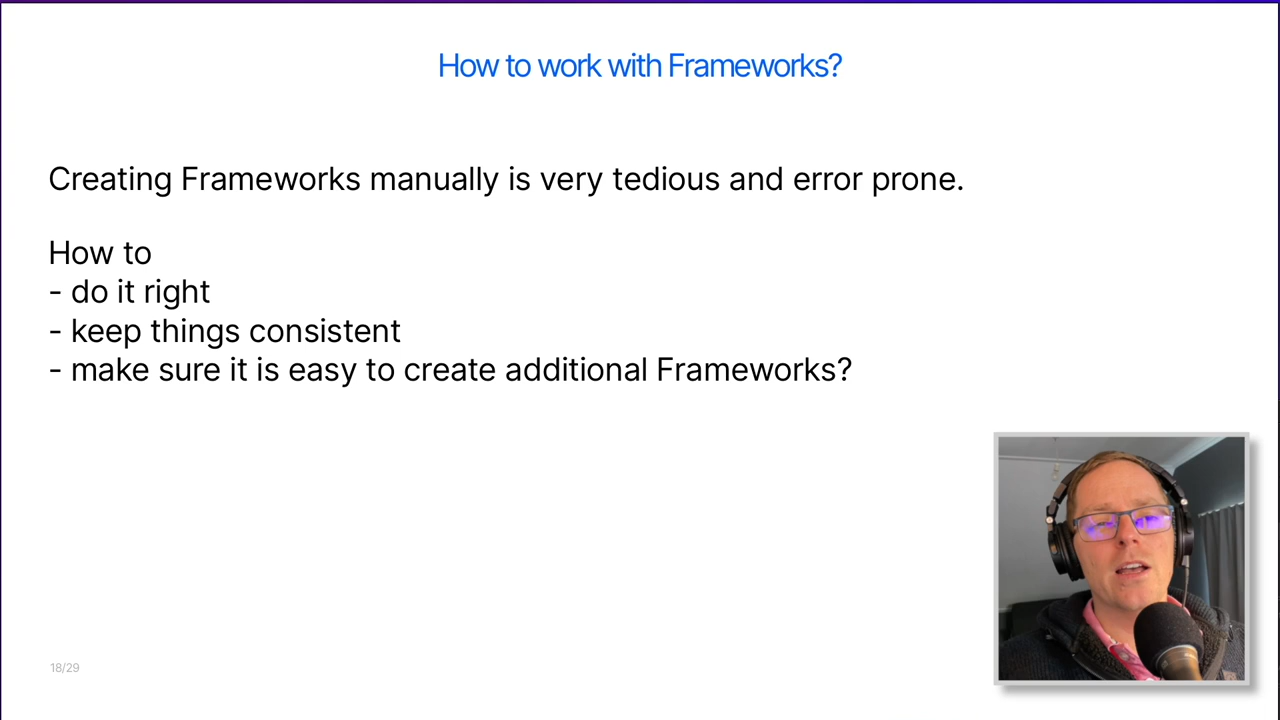 How to work with Frameworks?
Creating Frameworks manually is very tedious and error prone.
How to
- do it right
- keep things consistent
- make sure it is easy to create additional Frameworks?
18/29